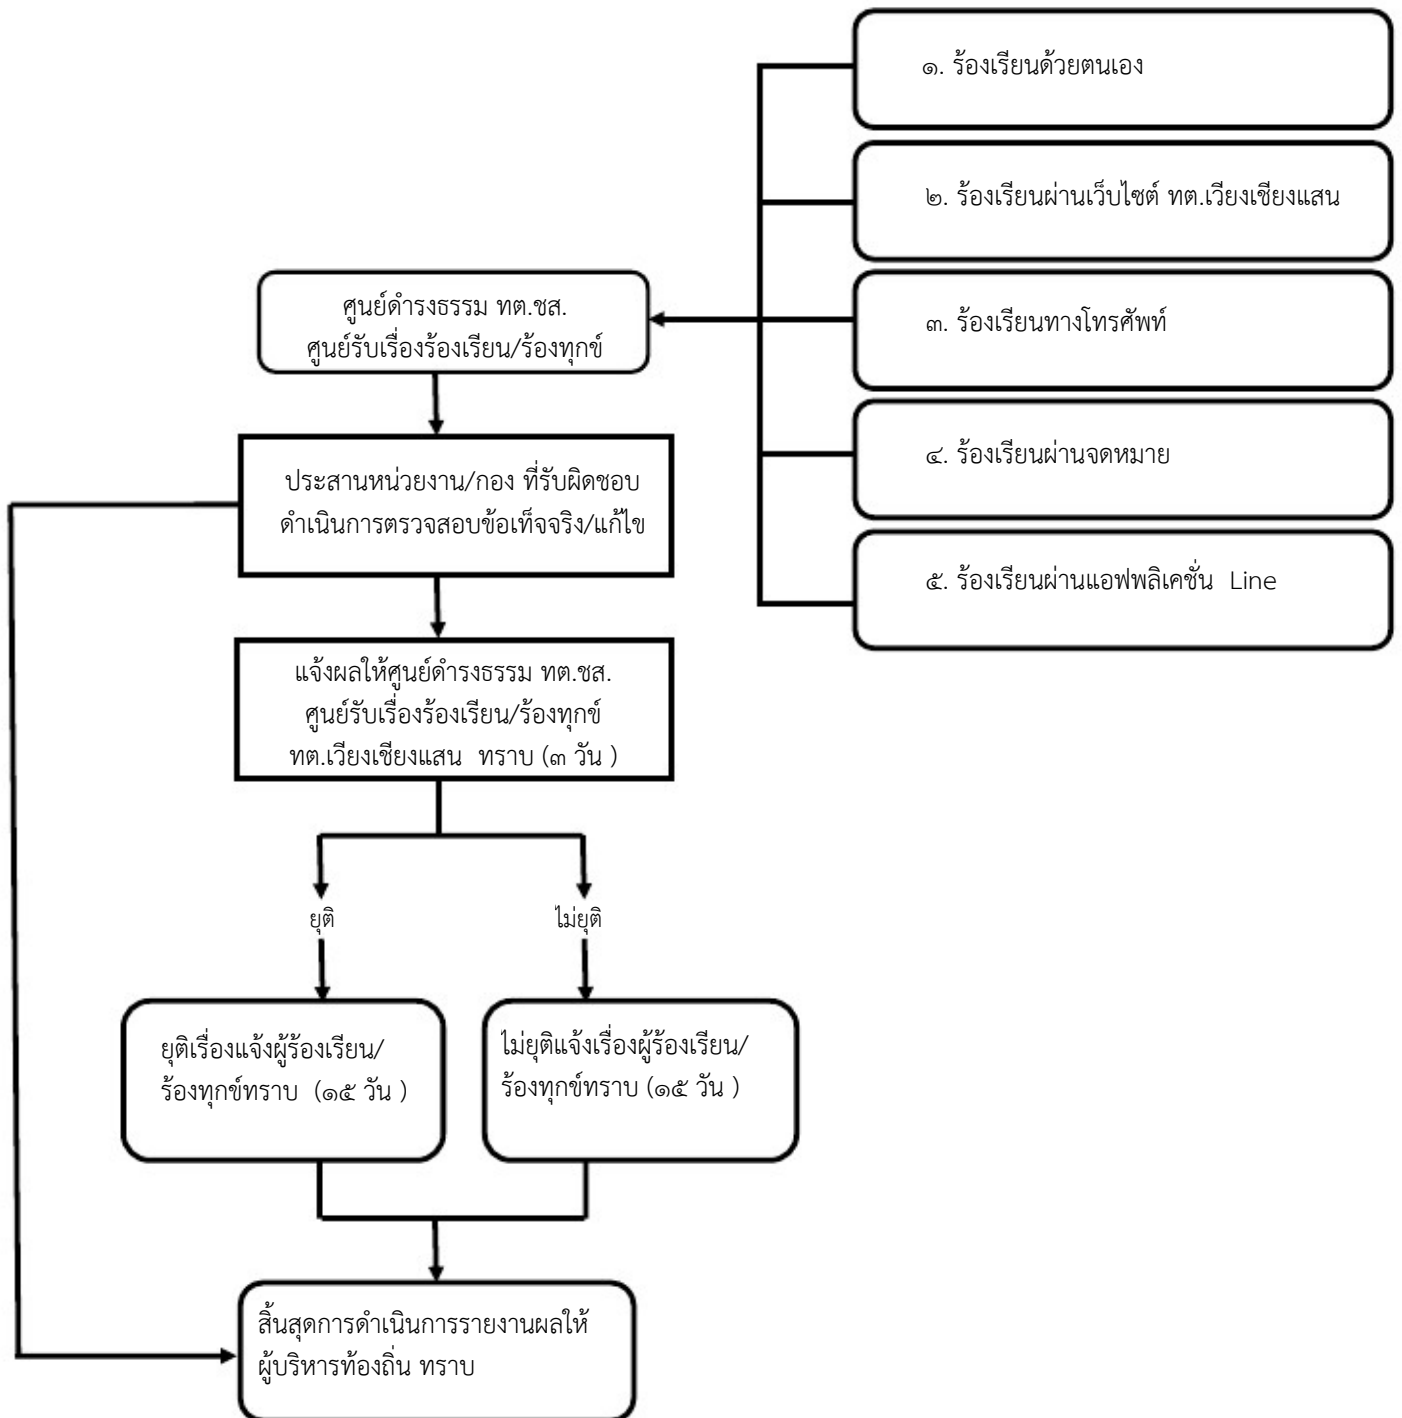 ๑. ร้องเรียนด้วยตนเอง
๒. ร้องเรียนผ่านเว็บไซต์ ทต.เวียงเชียงแสน
๓. ร้องเรียนทางโทรศัพท์
๔. ร้องเรียนผ่านจดหมาย
๕. ร้องเรียนผ่านแอฟพลิเคชั่น Line
ศูนย์ดำรงธรรม ทต.ชส.
ศูนย์รับเรื่องร้องเรียน/ร้องทุกข์
ประสานหน่วยงาน/กอง ที่รับผิดชอบ
ดำเนินการตรวจสอบข้อเท็จจริง/แก้ไข
แจ้งผลให้ศูนย์ดำรงธรรม ทต.ชส.
ศูนย์รับเรื่องร้องเรียน/ร้องทุกข์
ทต.เวียงเชียงแสน ทราบ (๓ วัน )
ยุติ
ไม่ยุติ
ยุติเรื่องแจ้งผู้ร้องเรียน/
ร้องทุกข์ทราบ (๑๕ วัน )
ไม่ยุติแจ้งเรื่องผู้ร้องเรียน/
ร้องทุกข์ทราบ (๑๕ วัน )
สิ้นสุดการดำเนินการรายงานผลให้
ผู้บริหารท้องถิ่น ทราบ